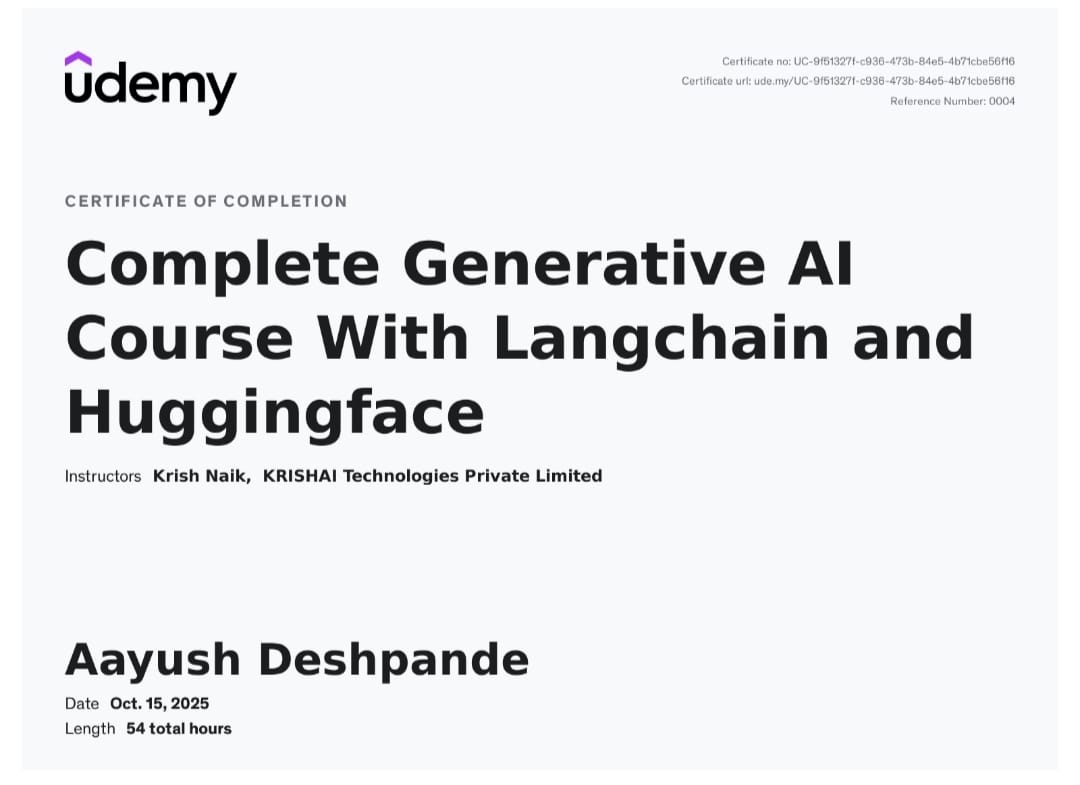 udemy
Certificate no: UC-9f51327f-c936-473b-84e5-4b71cbe56f16
Certificate url: ude.my/UC-9f51327f-c936-473b-84e5-4b71cbe56f16
Reference Number: 0004
CERTIFICATE OF COMPLETION
Complete Generative AI
Course With Langchain and
Huggingface
Instructors Krish Naik, KRISHAI Technologies Private Limited
Aayush Deshpande
Date Oct. 15, 2025
Length 54 total hours